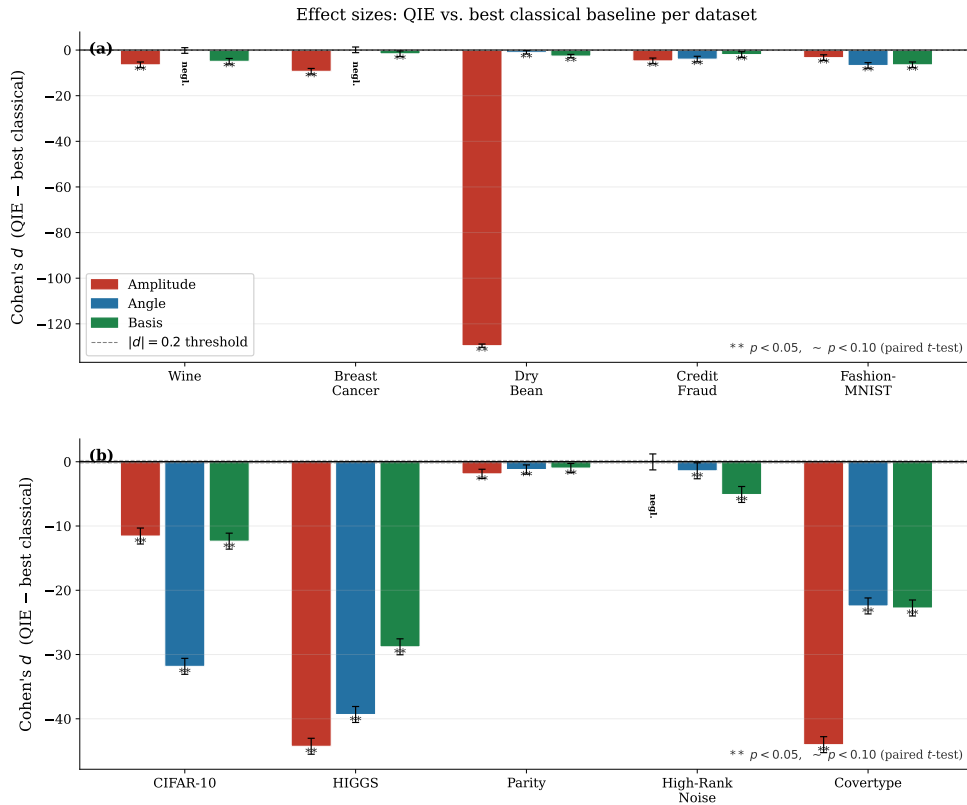 Effect sizes: QIE vs. best classical baseline per dataset
(a)
Cohen's d (QIE − best classical)
0
−20
−40
−60
−80
−100
−120
** ** negl. ** ** negl. ** ** ** ** ** ** ** ** ** **
Amplitude
Angle
Basis
|d| = 0.2 threshold
** p < 0.05, ~ p < 0.10 (paired t-test)
Wine
Breast
Cancer
Dry
Bean
Credit
Fraud
Fashion-
MNIST
(b)
Cohen's d (QIE − best classical)
0
−10
−20
−30
−40
** ** ** ** ** ** ** ** ** negl. ** ** ** ** **
** p < 0.05, ~ p < 0.10 (paired t-test)
CIFAR-10
HIGGS
Parity
High-Rank
Noise
Covertype